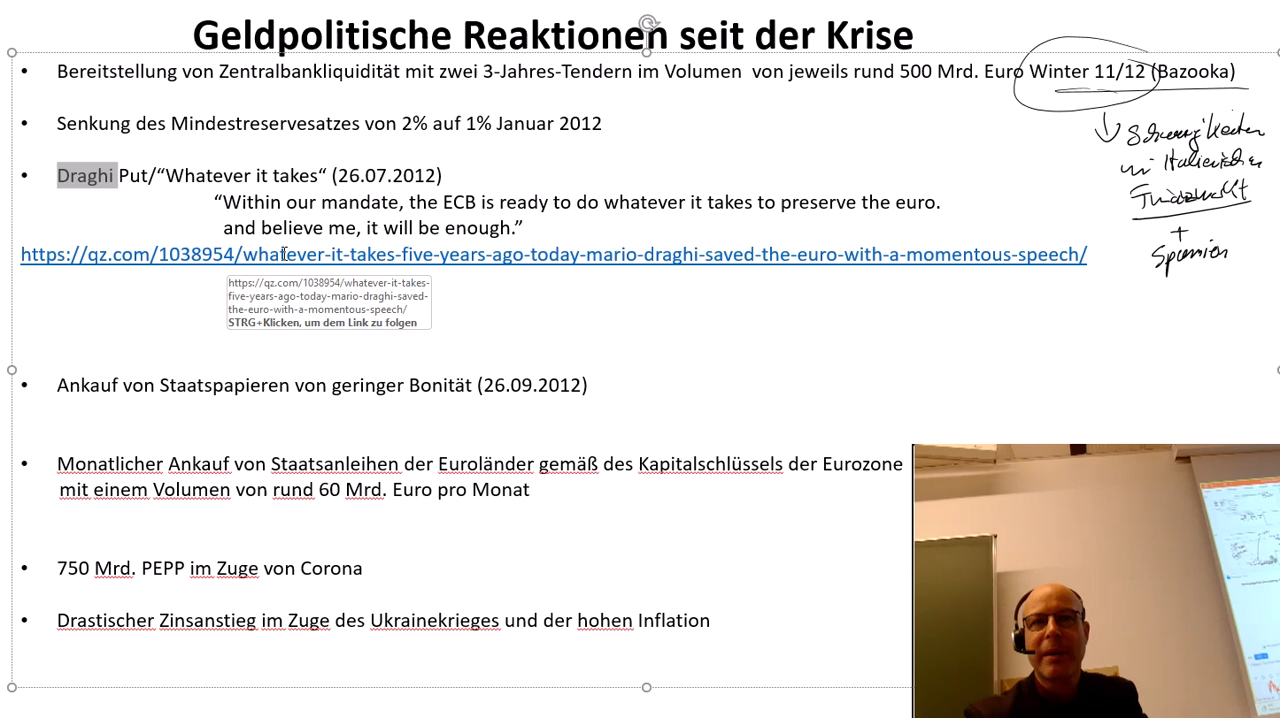 Geldpolitische Reaktionen seit der Krise
• Bereitstellung von Zentralbankliquidität mit zwei 3-Jahres-Tendern im Volumen von jeweils rund 500 Mrd. Euro Winter 11/12 (Bazooka)
• Senkung des Mindestreservesatzes von 2% auf 1% Januar 2012
• Draghi Put/“Whatever it takes“ (26.07.2012)
“Within our mandate, the ECB is ready to do whatever it takes to preserve the euro.
and believe me, it will be enough.”
https://qz.com/1038954/whatever-it-takes-five-years-ago-today-mario-draghi-saved-the-euro-with-a-momentous-speech/
https://qz.com/1038954/whatever-it-takes-
five-years-ago-today-mario-draghi-saved-
the-euro-with-a-momentous-speech/
STRG+Klicken, um dem Link zu folgen
• Ankauf von Staatspapieren von geringer Bonität (26.09.2012)
• Monatlicher Ankauf von Staatsanleihen der Euroländer gemäß des Kapitalschlüssels der Eurozone
mit einem Volumen von rund 60 Mrd. Euro pro Monat
• 750 Mrd. PEPP im Zuge von Corona
• Drastischer Zinsanstieg im Zuge des Ukrainekrieges und der hohen Inflation
Schwierigkeiten
in Italienischen
+
Spanien